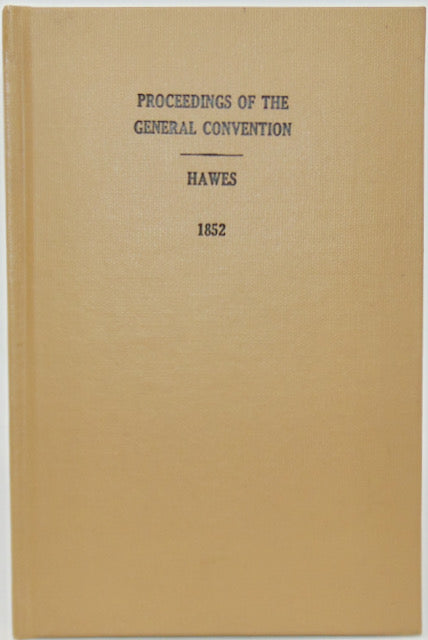 PROCEEDINGS OF THE
GENERAL CONVENTION
HAWES
1852